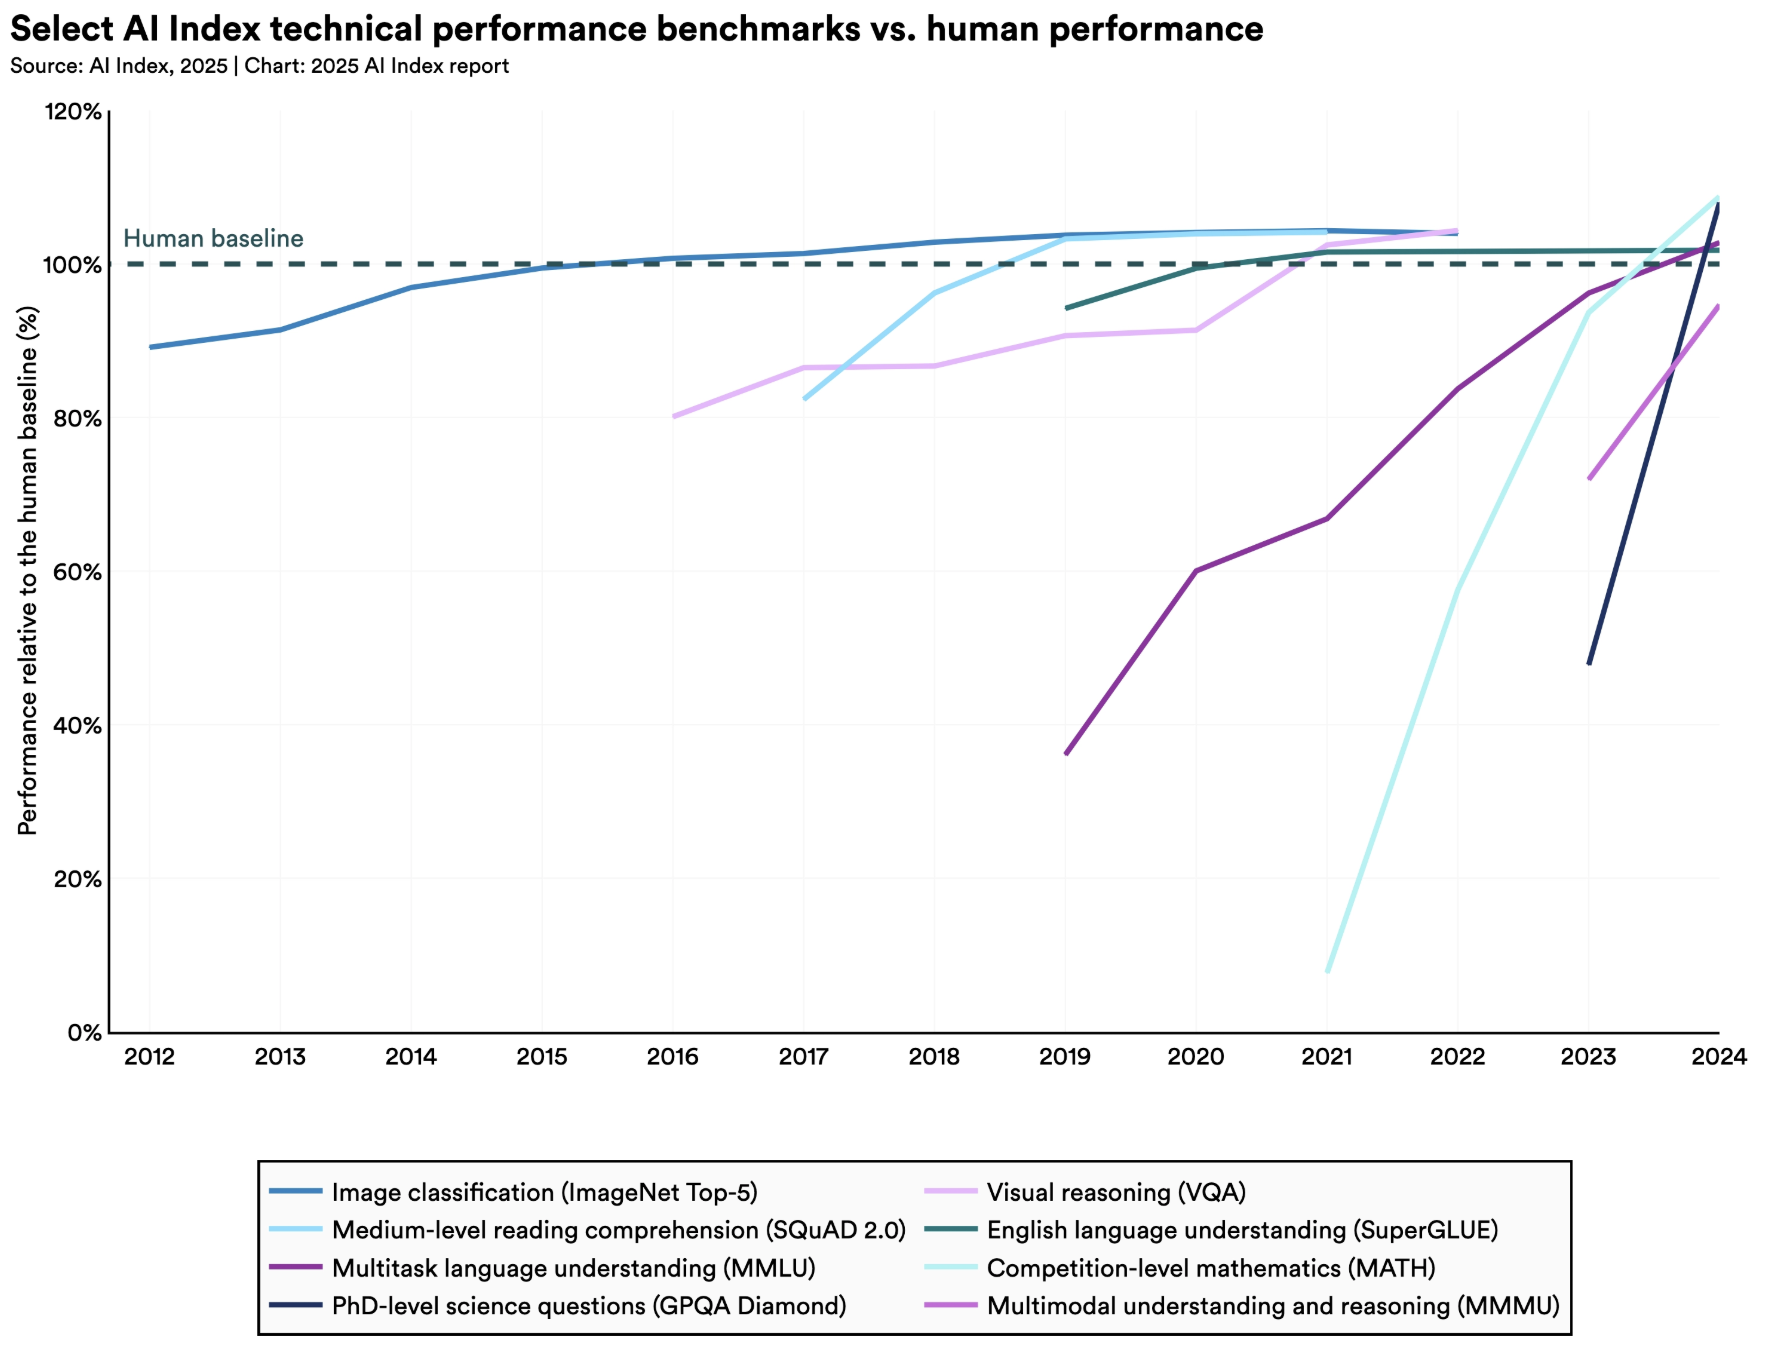 Select AI Index technical performance benchmarks vs. human performance
Source: AI Index, 2025 | Chart: 2025 AI Index report
Performance relative to the human baseline (%)
120%
Human baseline
100%
80%
60%
40%
20%
0%
2012 2013 2014 2015 2016 2017 2018 2019 2020 2021 2022 2023 2024
Image classification (ImageNet Top-5) Visual reasoning (VQA)
Medium-level reading comprehension (SQuAD 2.0) English language understanding (SuperGLUE)
Multitask language understanding (MMLU) Competition-level mathematics (MATH)
PhD-level science questions (GPQA Diamond) Multimodal understanding and reasoning (MMMU)